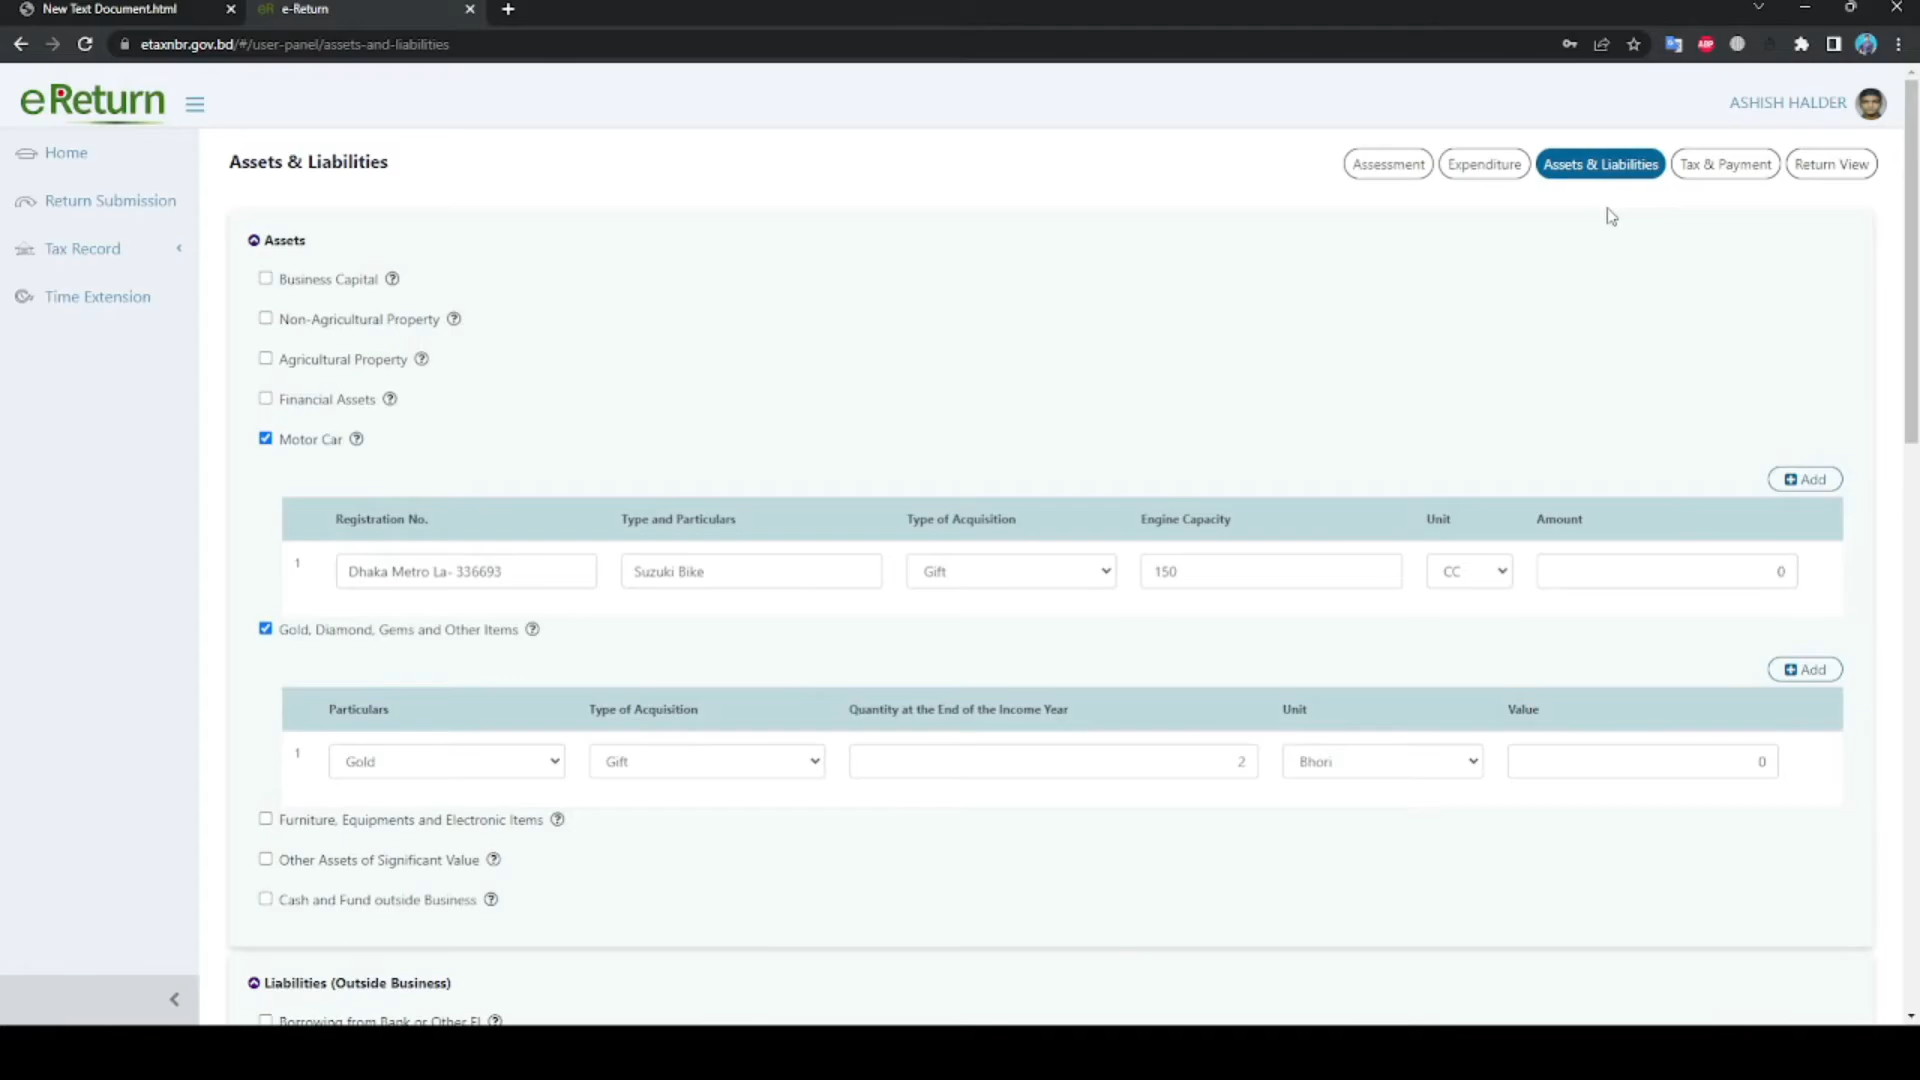 New Text Document.html
e-Return
etaxnbr.gov.bd/#/user-panel/assets-and-liabilities
eReturn
ASHISH HALDER
Home
Return Submission
Tax Record
Time Extension
Assets & Liabilities
Assessment Expenditure Assets & Liabilities Tax & Payment Return View
Assets
Business Capital
Non-Agricultural Property
Agricultural Property
Financial Assets
Motor Car
Add
Registration No. Type and Particulars Type of Acquisition Engine Capacity Unit Amount
1 Dhaka Metro La- 336693 Suzuki Bike Gift 150 CC 0
Gold, Diamond, Gems and Other Items
Add
Particulars Type of Acquisition Quantity at the End of the Income Year Unit Value
1 Gold Gift 2 Bhori 0
Furniture, Equipments and Electronic Items
Other Assets of Significant Value
Cash and Fund outside Business
Liabilities (Outside Business)
Borrowing from Bank or Other FI